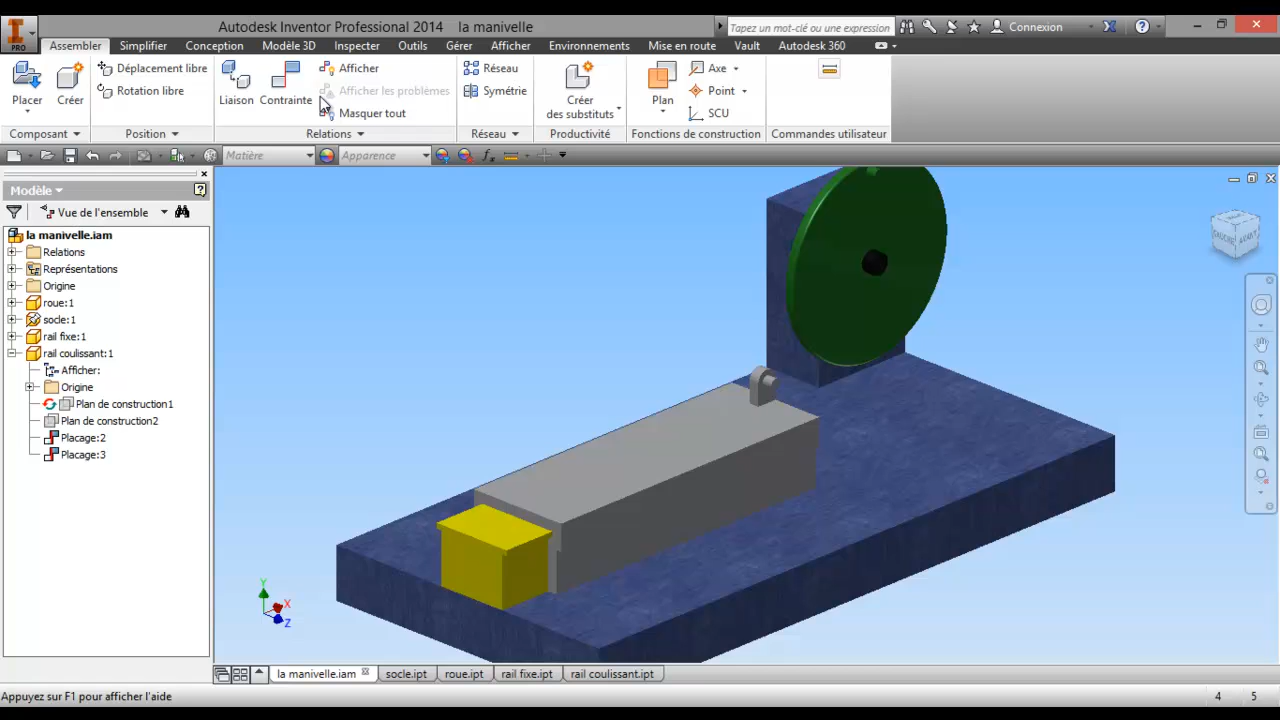 Autodesk Inventor Professional 2014 la manivelle
Tapez un mot-clé ou une expression
Connexion
PRO
Assembler Simplifier Conception Modèle 3D Inspecter Outils Gérer Afficher Environnements Mise en route Vault Autodesk 360
Placer
Créer
Déplacement libre
Rotation libre
Liaison
Contrainte
Afficher
Afficher les problèmes
Masquer tout
Réseau
Symétrie
Créer
des substituts
Plan
Axe
Point
SCU
Composant Position Relations Réseau Productivité Fonctions de construction Commandes utilisateur
Matière
Apparence
Modèle
Vue de l'ensemble
la manivelle.iam
Relations
Représentations
Origine
roue:1
socle:1
rail fixe:1
rail coulissant:1
Afficher:
Origine
Plan de construction1
Plan de construction2
Placage:2
Placage:3
Y
X
Z
la manivelle.iam socle.ipt roue.ipt rail fixe.ipt rail coulissant.ipt
Appuyez sur F1 pour afficher l'aide
4 5